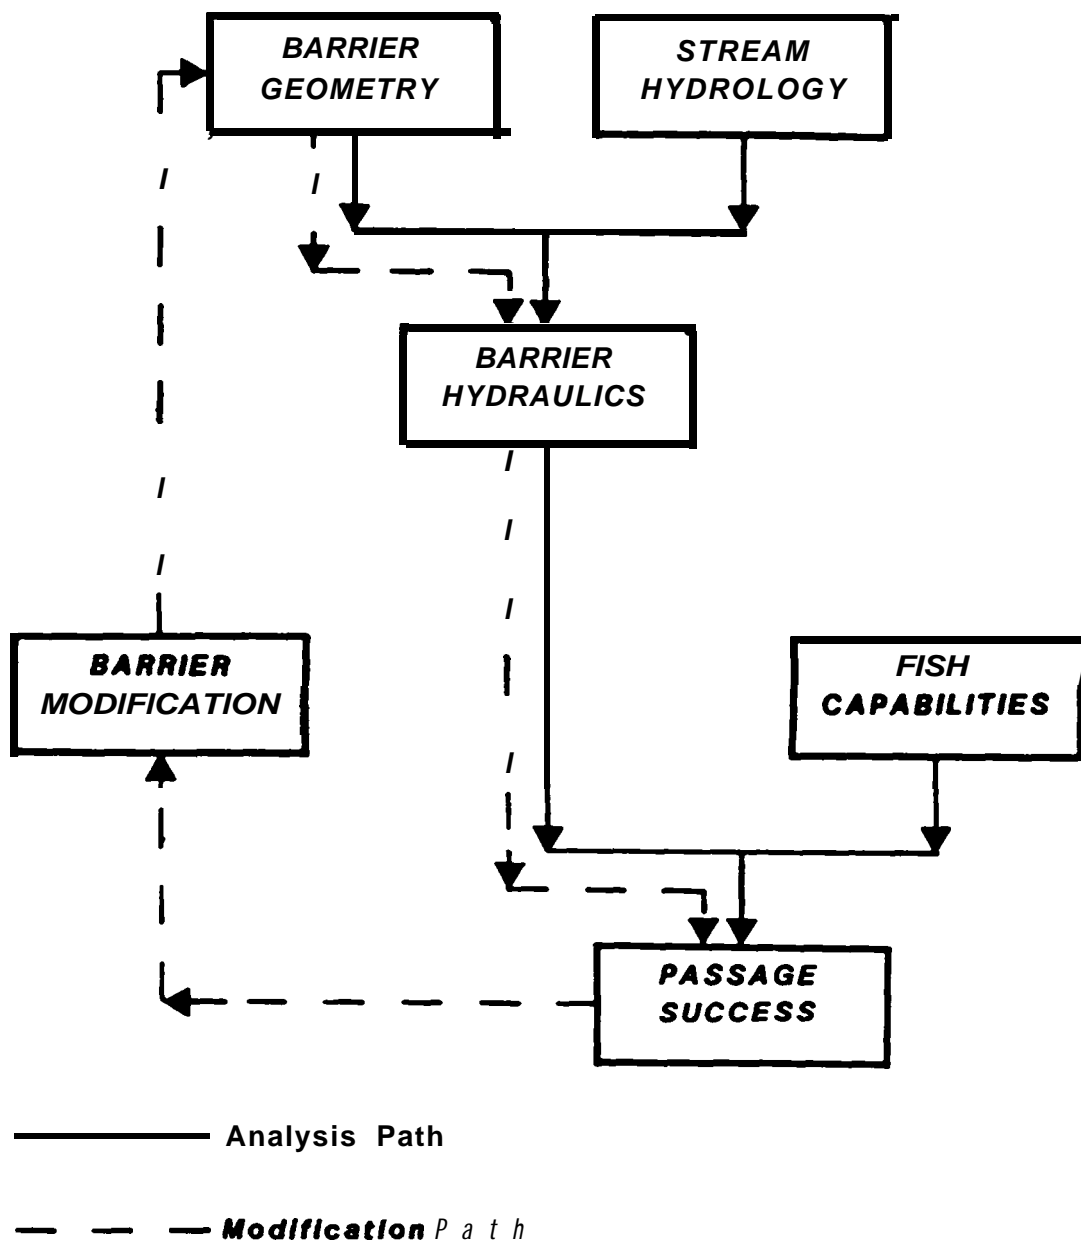 BARRIER
GEOMETRY
STREAM
HYDROLOGY
BARRIER
HYDRAULICS
BARRIER
MODIFICATION
FISH
CAPABILITIES
PASSAGE
SUCCESS
Analysis Path
Modification Path